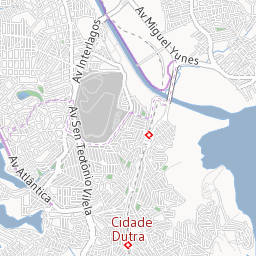 Av Miguel Yunes
Av Interlagos
Av Sen Teotônio Vilela
Av Atlântica
Cidade
Dutra